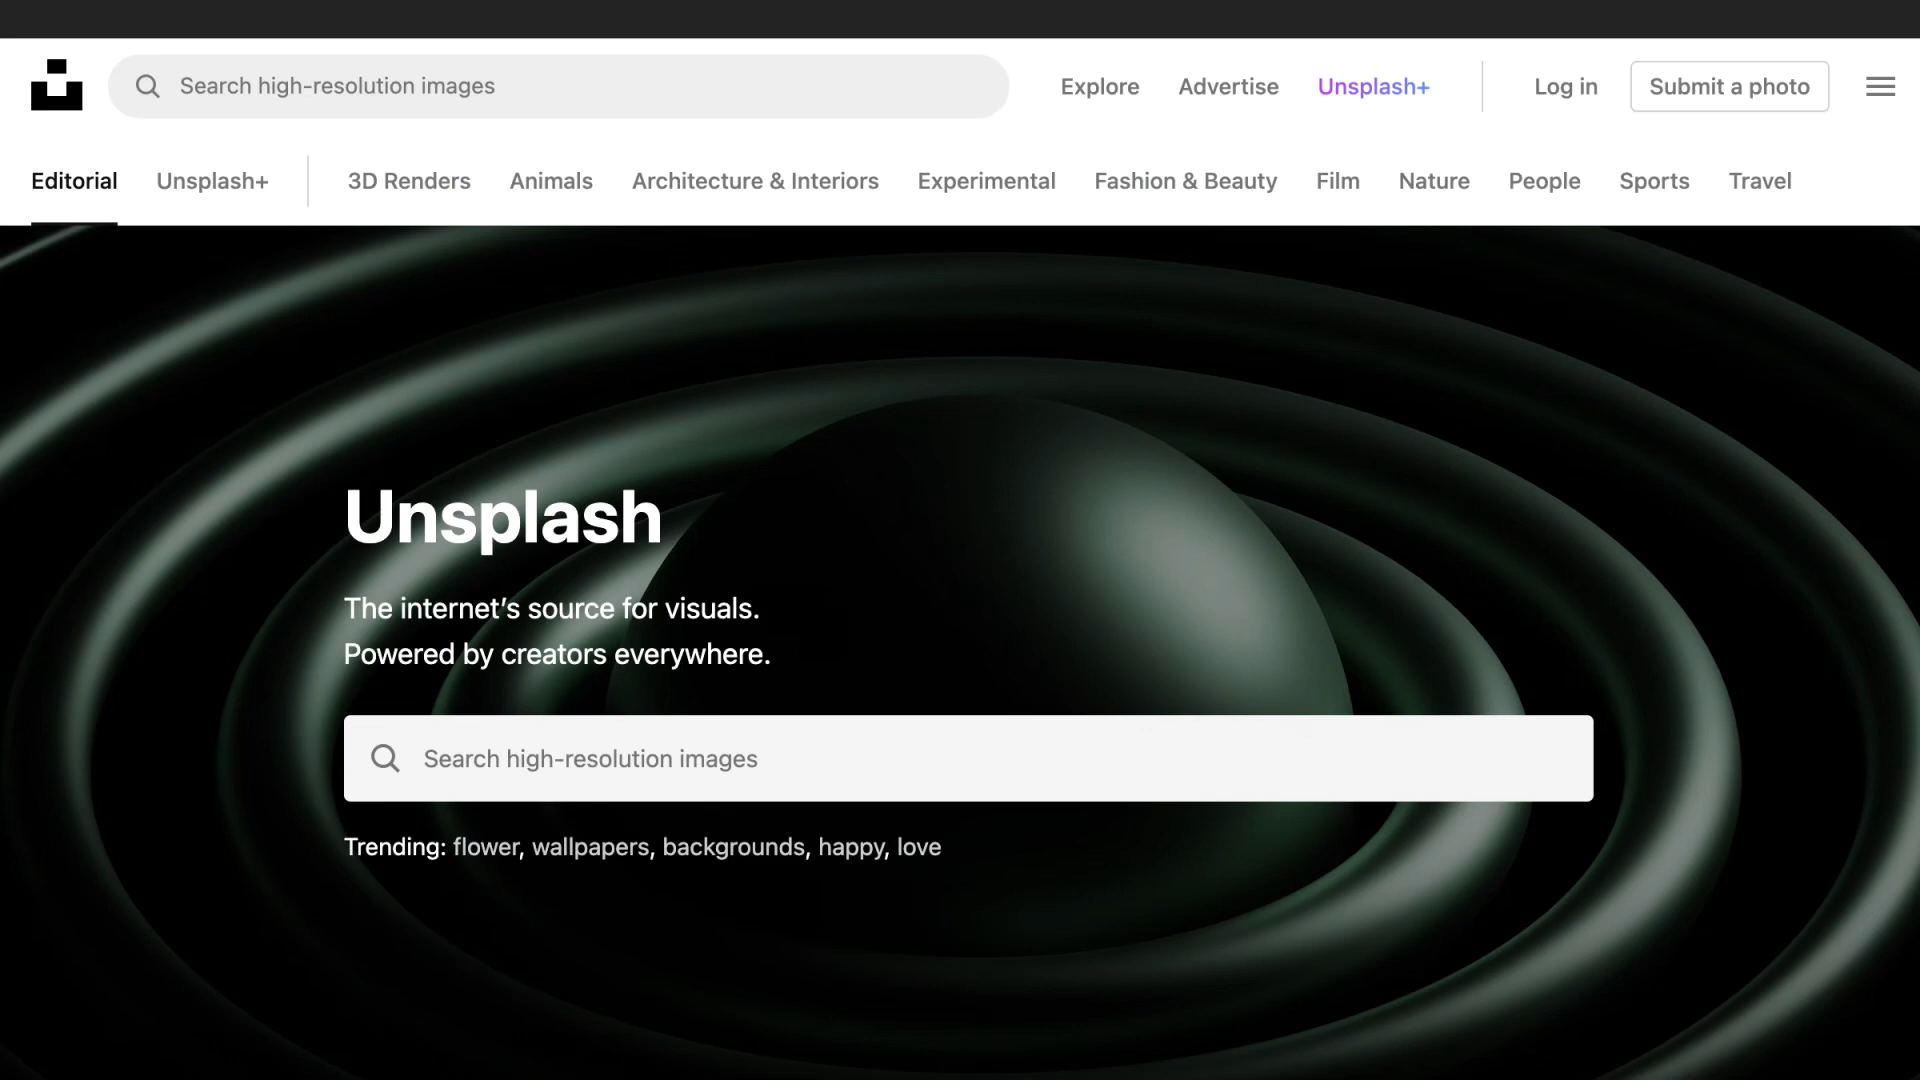 Search high-resolution images
Explore Advertise Unsplash+ Log in Submit a photo
Editorial Unsplash+ 3D Renders Animals Architecture & Interiors Experimental Fashion & Beauty Film Nature People Sports Travel
Unsplash
The internet’s source for visuals.
Powered by creators everywhere.
Search high-resolution images
Trending: flower, wallpapers, backgrounds, happy, love